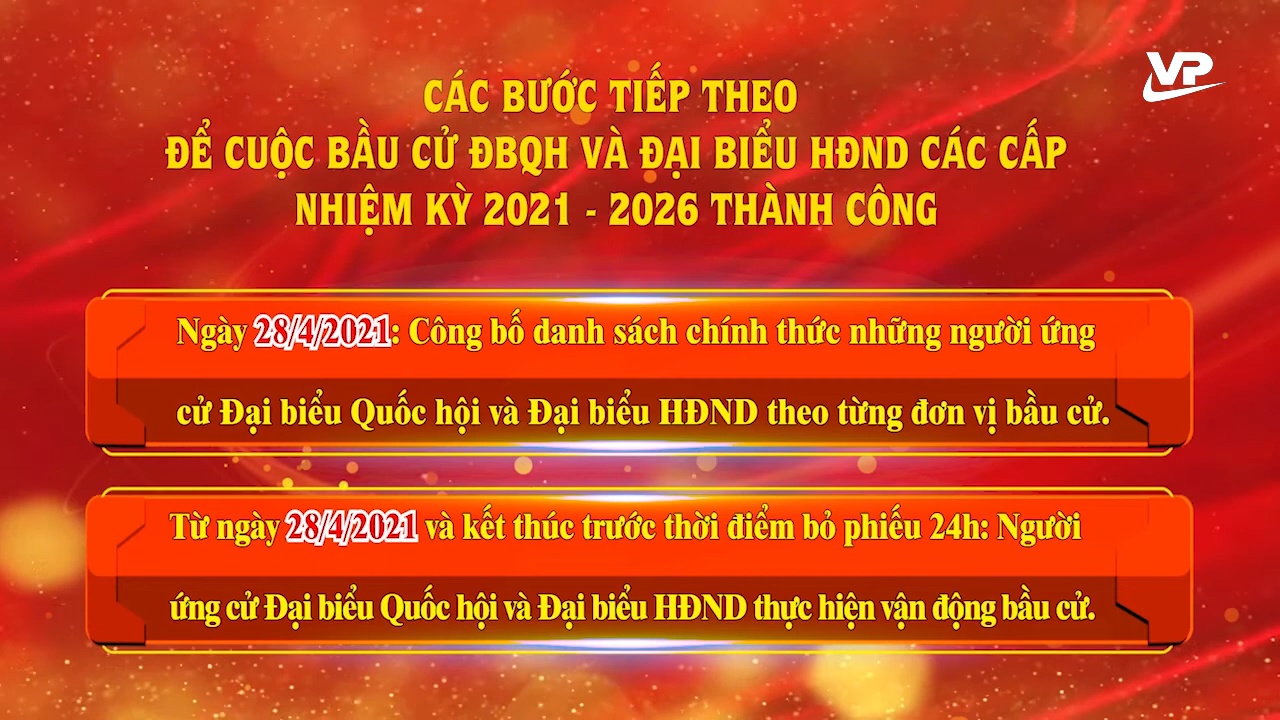 VP
CÁC BƯỚC TIẾP THEO
ĐỂ CUỘC BẦU CỬ ĐBQH VÀ ĐẠI BIỂU HĐND CÁC CẤP
NHIỆM KỲ 2021 - 2026 THÀNH CÔNG
Ngày 28/4/2021: Công bố danh sách chính thức những người ứng
cử Đại biểu Quốc hội và Đại biểu HĐND theo từng đơn vị bầu cử.
Từ ngày 28/4/2021 và kết thúc trước thời điểm bỏ phiếu 24h: Người
ứng cử Đại biểu Quốc hội và Đại biểu HĐND thực hiện vận động bầu cử.